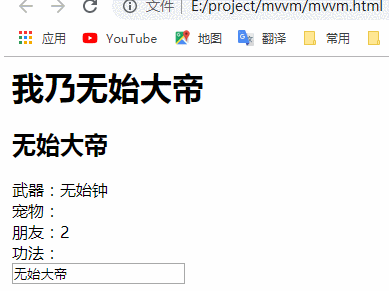 文件 | E:/project/mvvm/mvvm.html
应用 YouTube 地图 翻译 常用
我乃无始大帝
无始大帝
武器：无始钟
宠物：
朋友：2
功法：
无始大帝